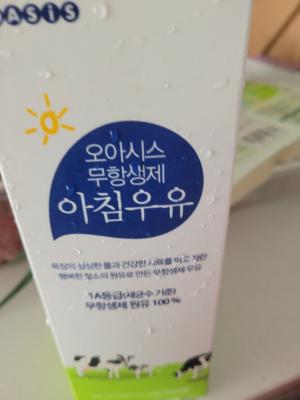 OASIS
오아시스
무항생제
아침우유
목장의 싱싱한 풀과 건강한 사료를 먹고 자란
행복한 젖소의 원유로 만든 무항생제 우유
1A등급(세균수 기준)
무항생제 원유 100%